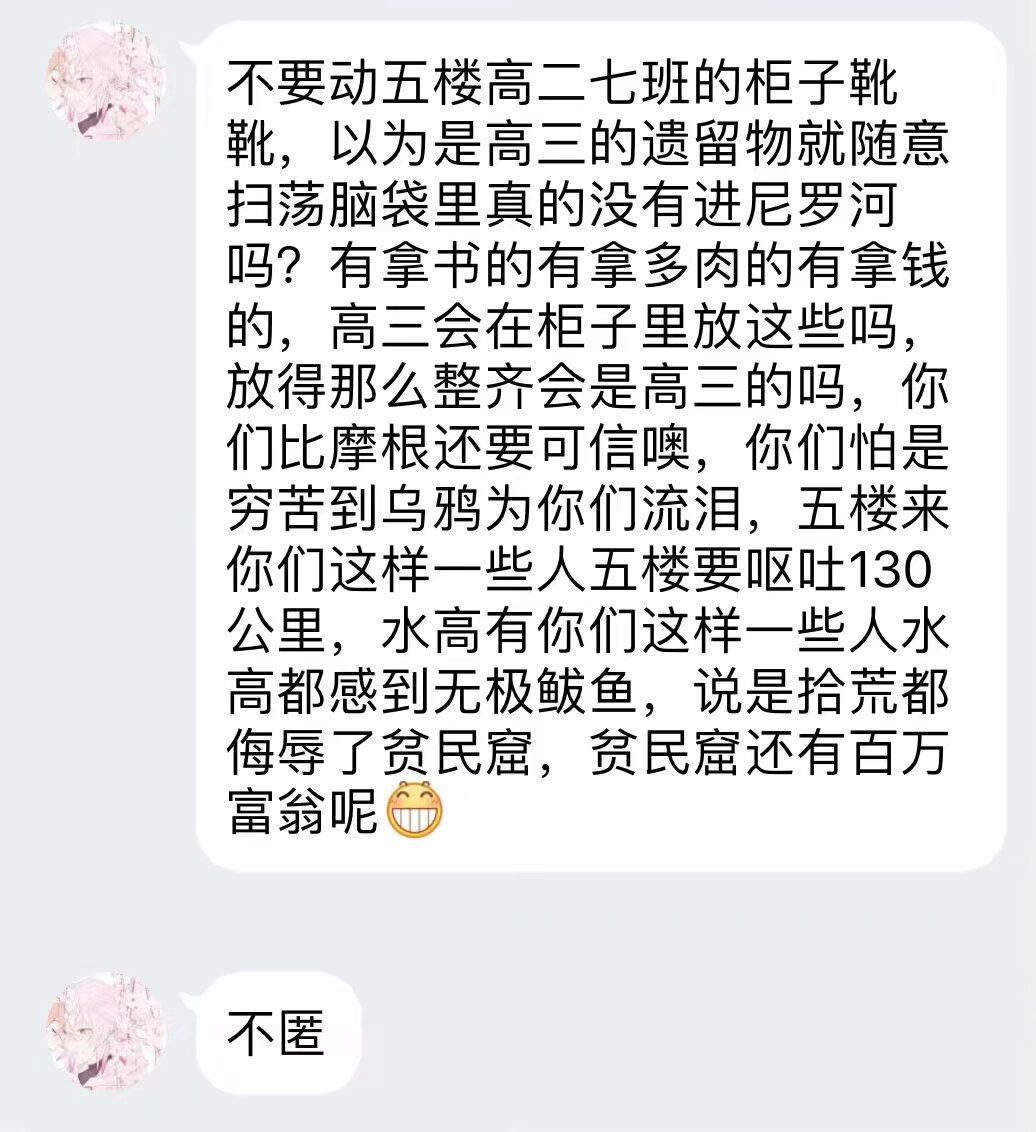 不要动五楼高二七班的柜子靴
靴，以为是高三的遗留物就随意
扫荡脑袋里真的没有进尼罗河
吗？有拿书的有拿多肉的有拿钱
的，高三会在柜子里放这些吗，
放得那么整齐会是高三的吗，你
们比摩根还要可信噢，你们怕是
穷苦到乌鸦为你们流泪，五楼来
你们这样一些人五楼要呕吐130
公里，水高有你们这样一些人水
高都感到无极鲅鱼，说是拾荒都
侮辱了贫民窟，贫民窟还有百万
富翁呢😁
不匿